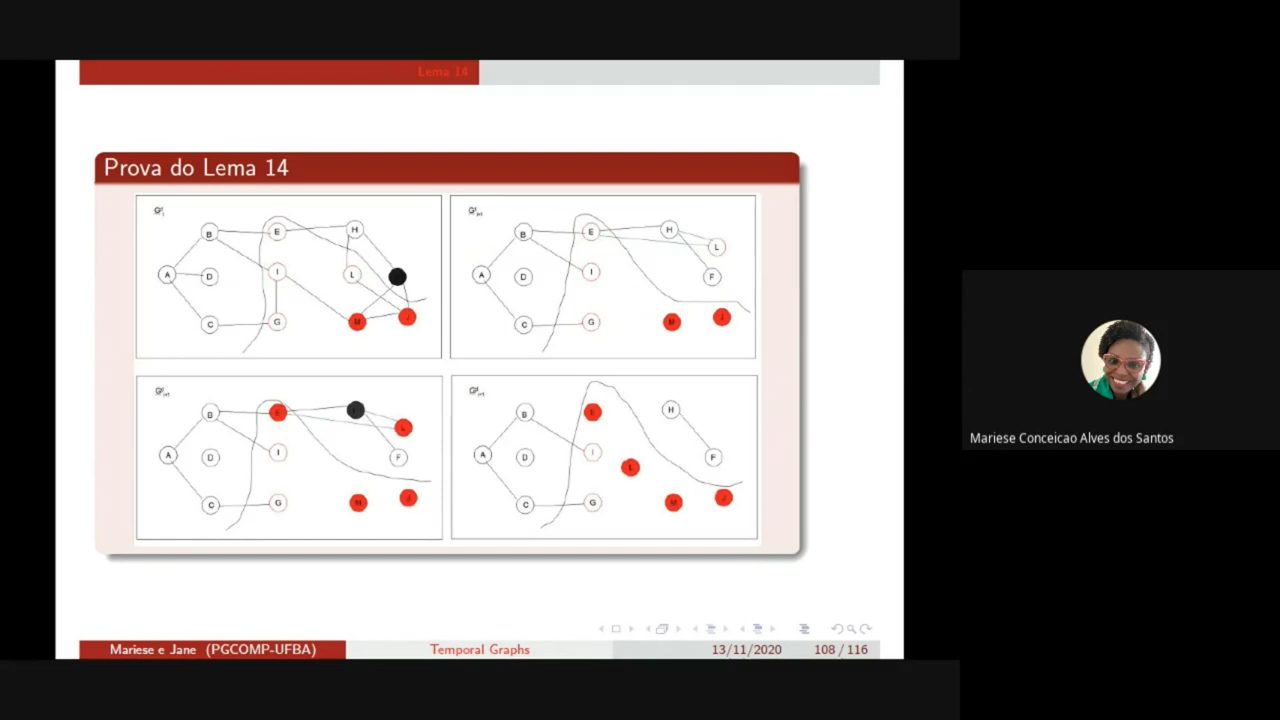 Lema 14
Prova do Lema 14
B E H
A D I L
C G M J
B E H L
A D I F
C G M J
B E L
A D I F
C G M J
B E H
A D I L F
C G M J
Mariese e Jane (PGCOMP-UFBA) Temporal Graphs 13/11/2020 108 / 116
Mariese Conceicao Alves dos Santos